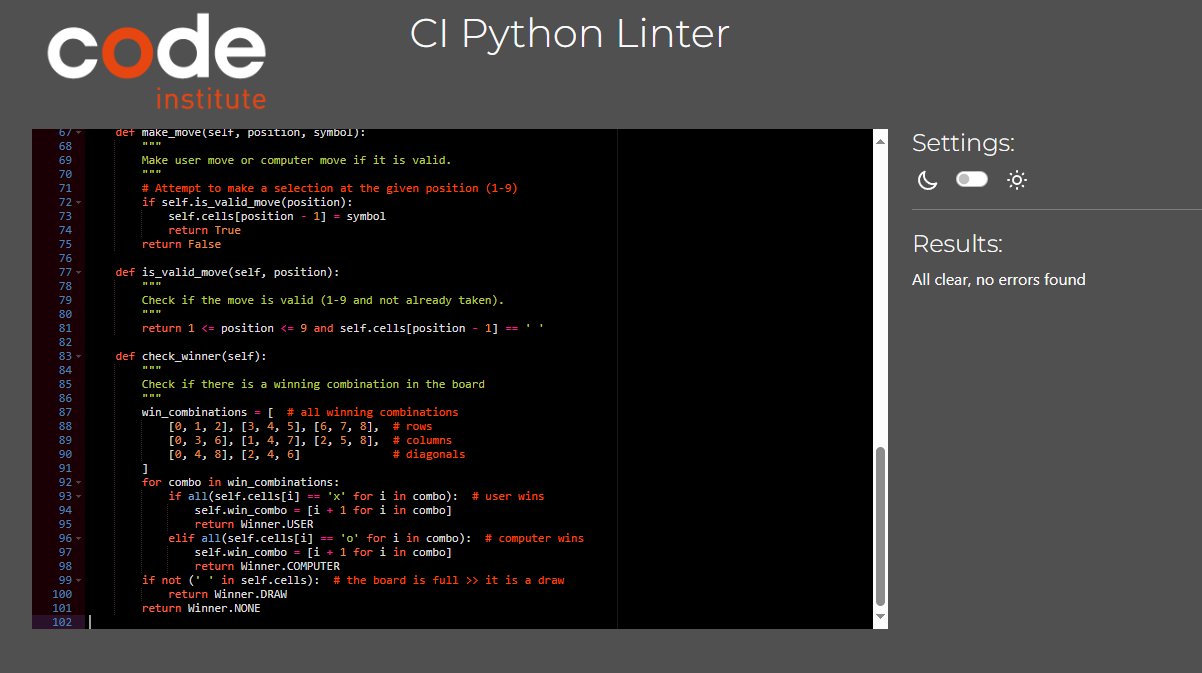 code
institute
CI Python Linter
67 def make_move(self, position, symbol):
68 """
69 Make user move or computer move if it is valid.
70 """
71 # Attempt to make a selection at the given position (1-9)
72 if self.is_valid_move(position):
73 self.cells[position - 1] = symbol
74 return True
75 return False
76
77 def is_valid_move(self, position):
78 """
79 Check if the move is valid (1-9 and not already taken).
80 """
81 return 1 <= position <= 9 and self.cells[position - 1] == ' '
82
83 def check_winner(self):
84 """
85 Check if there is a winning combination in the board
86 """
87 win_combinations = [  # all winning combinations
88 [0, 1, 2], [3, 4, 5], [6, 7, 8],  # rows
89 [0, 3, 6], [1, 4, 7], [2, 5, 8],  # columns
90 [0, 4, 8], [2, 4, 6]              # diagonals
91 ]
92 for combo in win_combinations:
93 if all(self.cells[i] == 'x' for i in combo):  # user wins
94 self.win_combo = [i + 1 for i in combo]
95 return Winner.USER
96 elif all(self.cells[i] == 'o' for i in combo):  # computer wins
97 self.win_combo = [i + 1 for i in combo]
98 return Winner.COMPUTER
99 if not (' ' in self.cells):  # the board is full >> it is a draw
100 return Winner.DRAW
101 return Winner.NONE
102
Settings:
Results:
All clear, no errors found